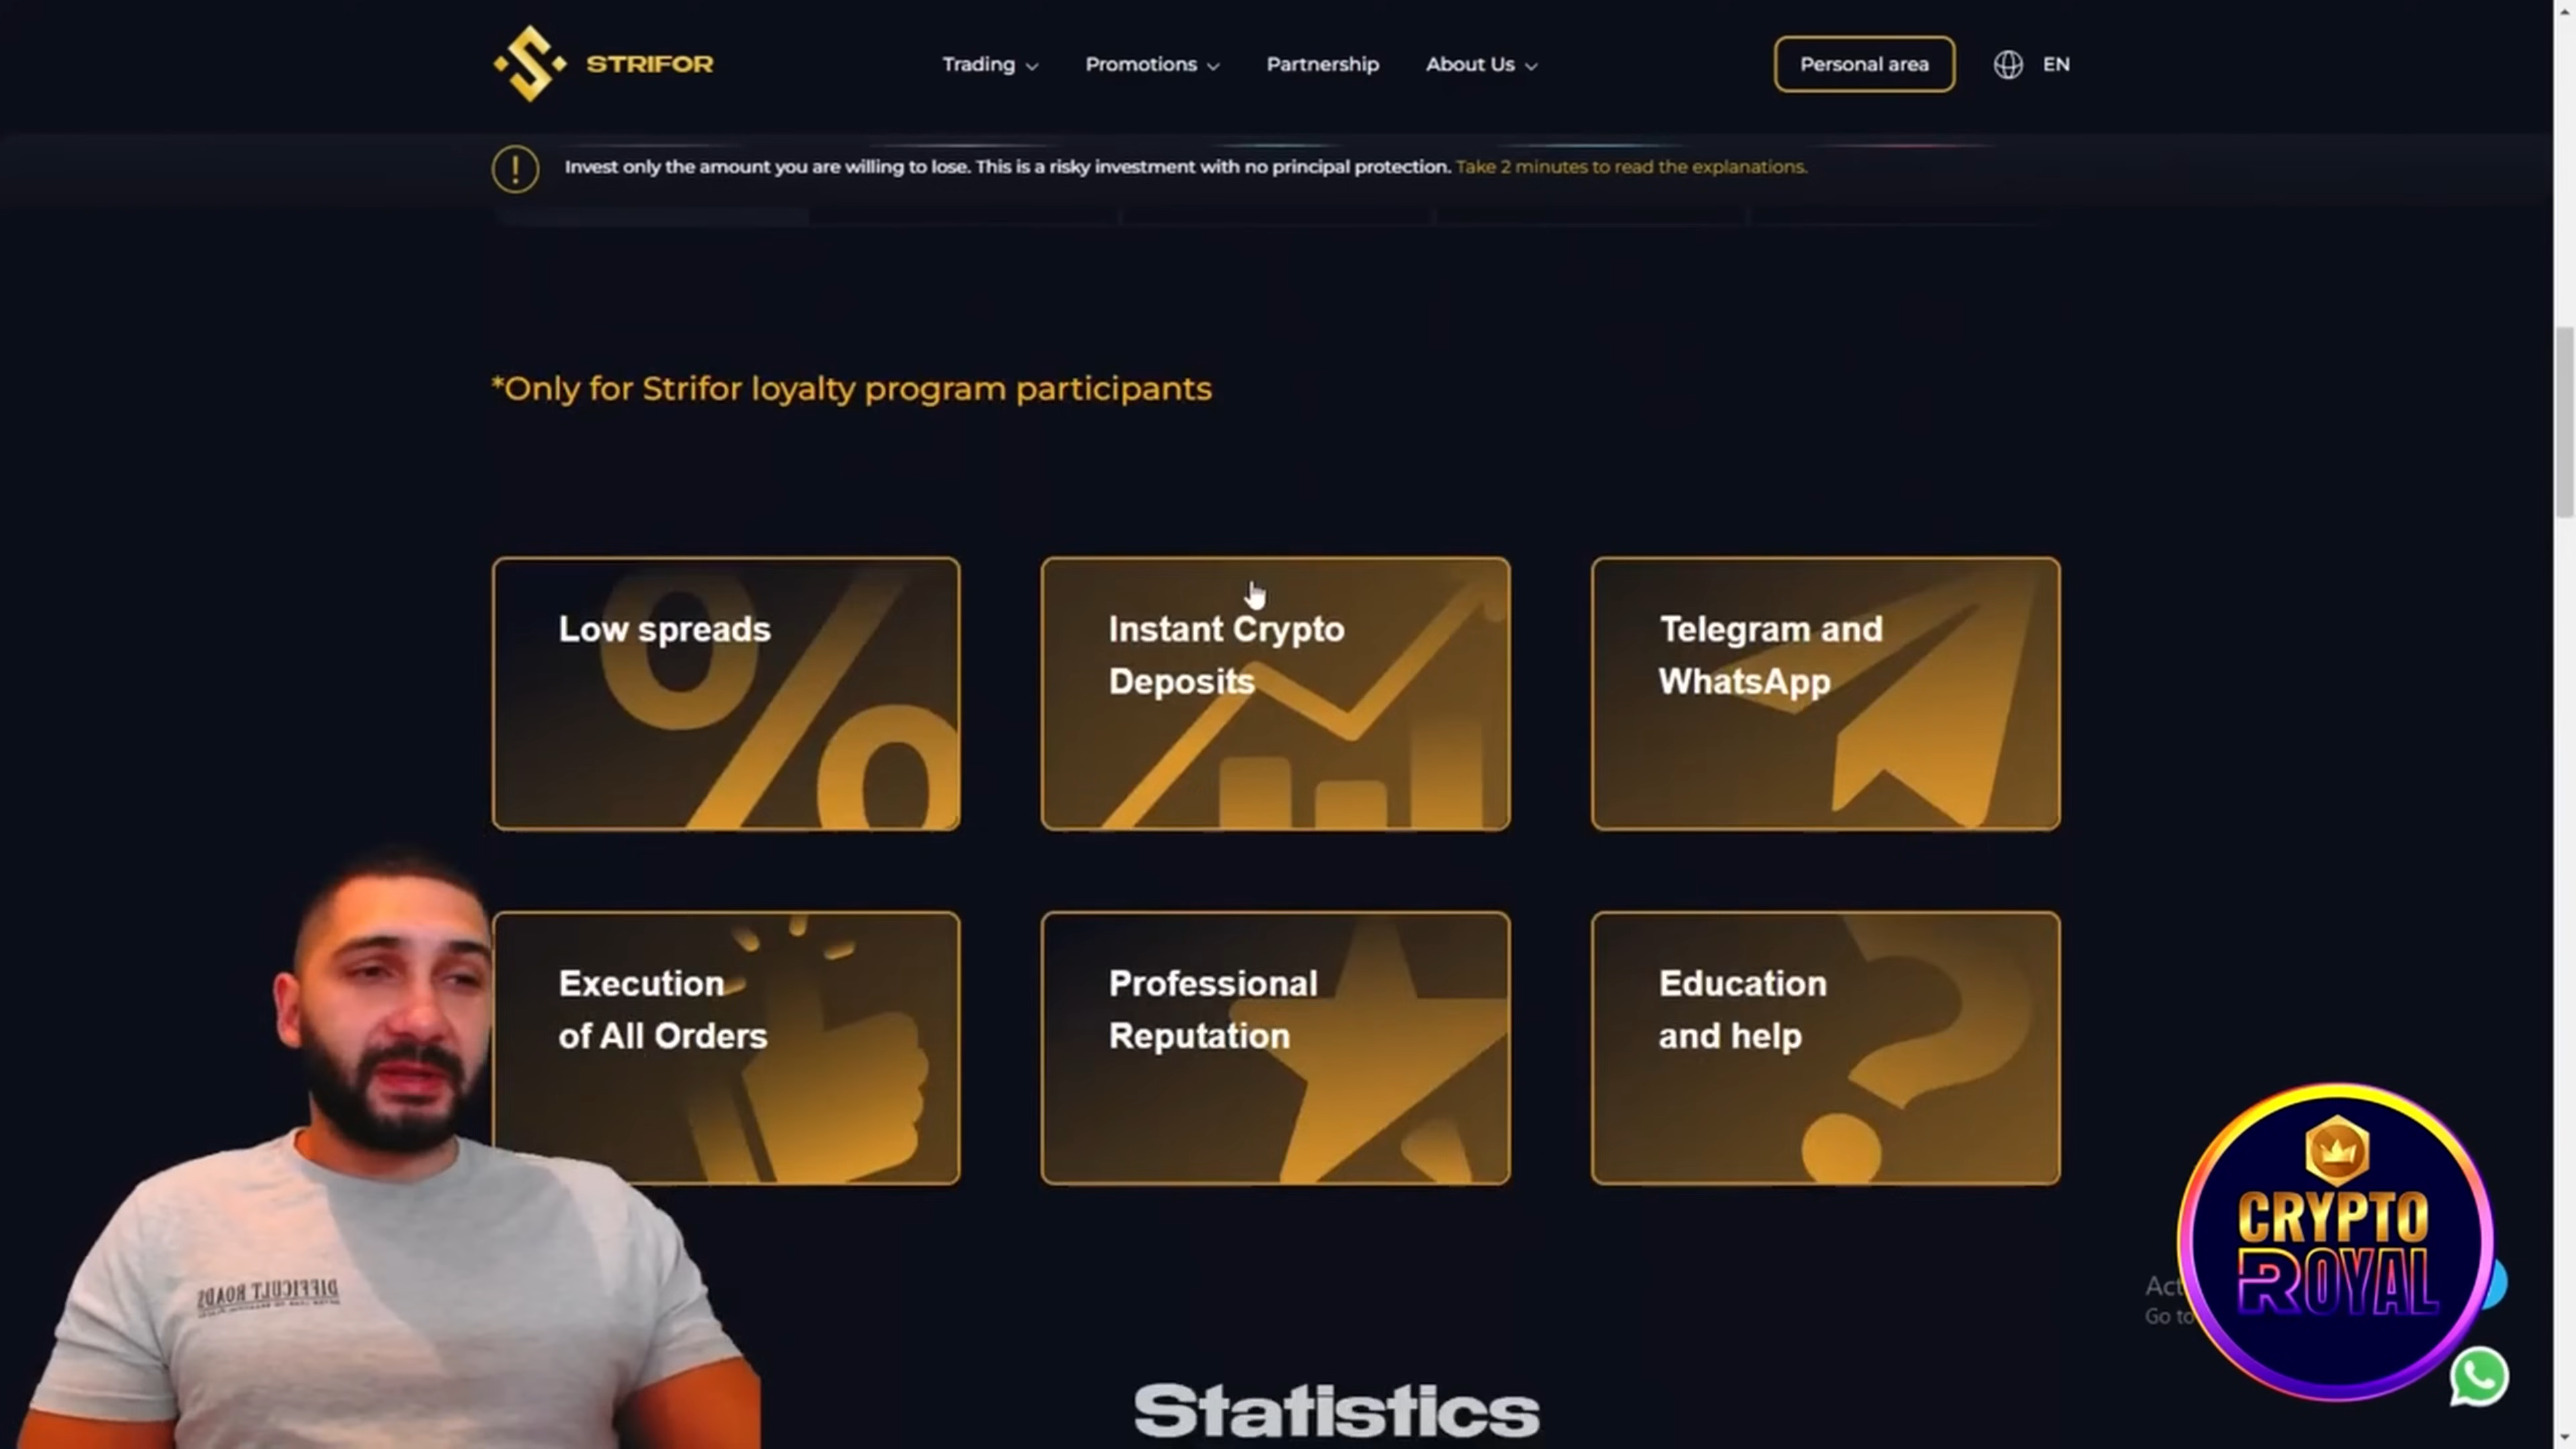 STRIFOR
Trading
Promotions
Partnership
About Us
Personal area
EN
Invest only the amount you are willing to lose. This is a risky investment with no principal protection. Take 2 minutes to read the explanations.
*Only for Strifor loyalty program participants
Low spreads
Instant Crypto
Deposits
Telegram and
WhatsApp
Execution
of All Orders
Professional
Reputation
Education
and help
DIFFICULT ROADS
Act
Go to
CRYPTO
ROYAL
Statistics